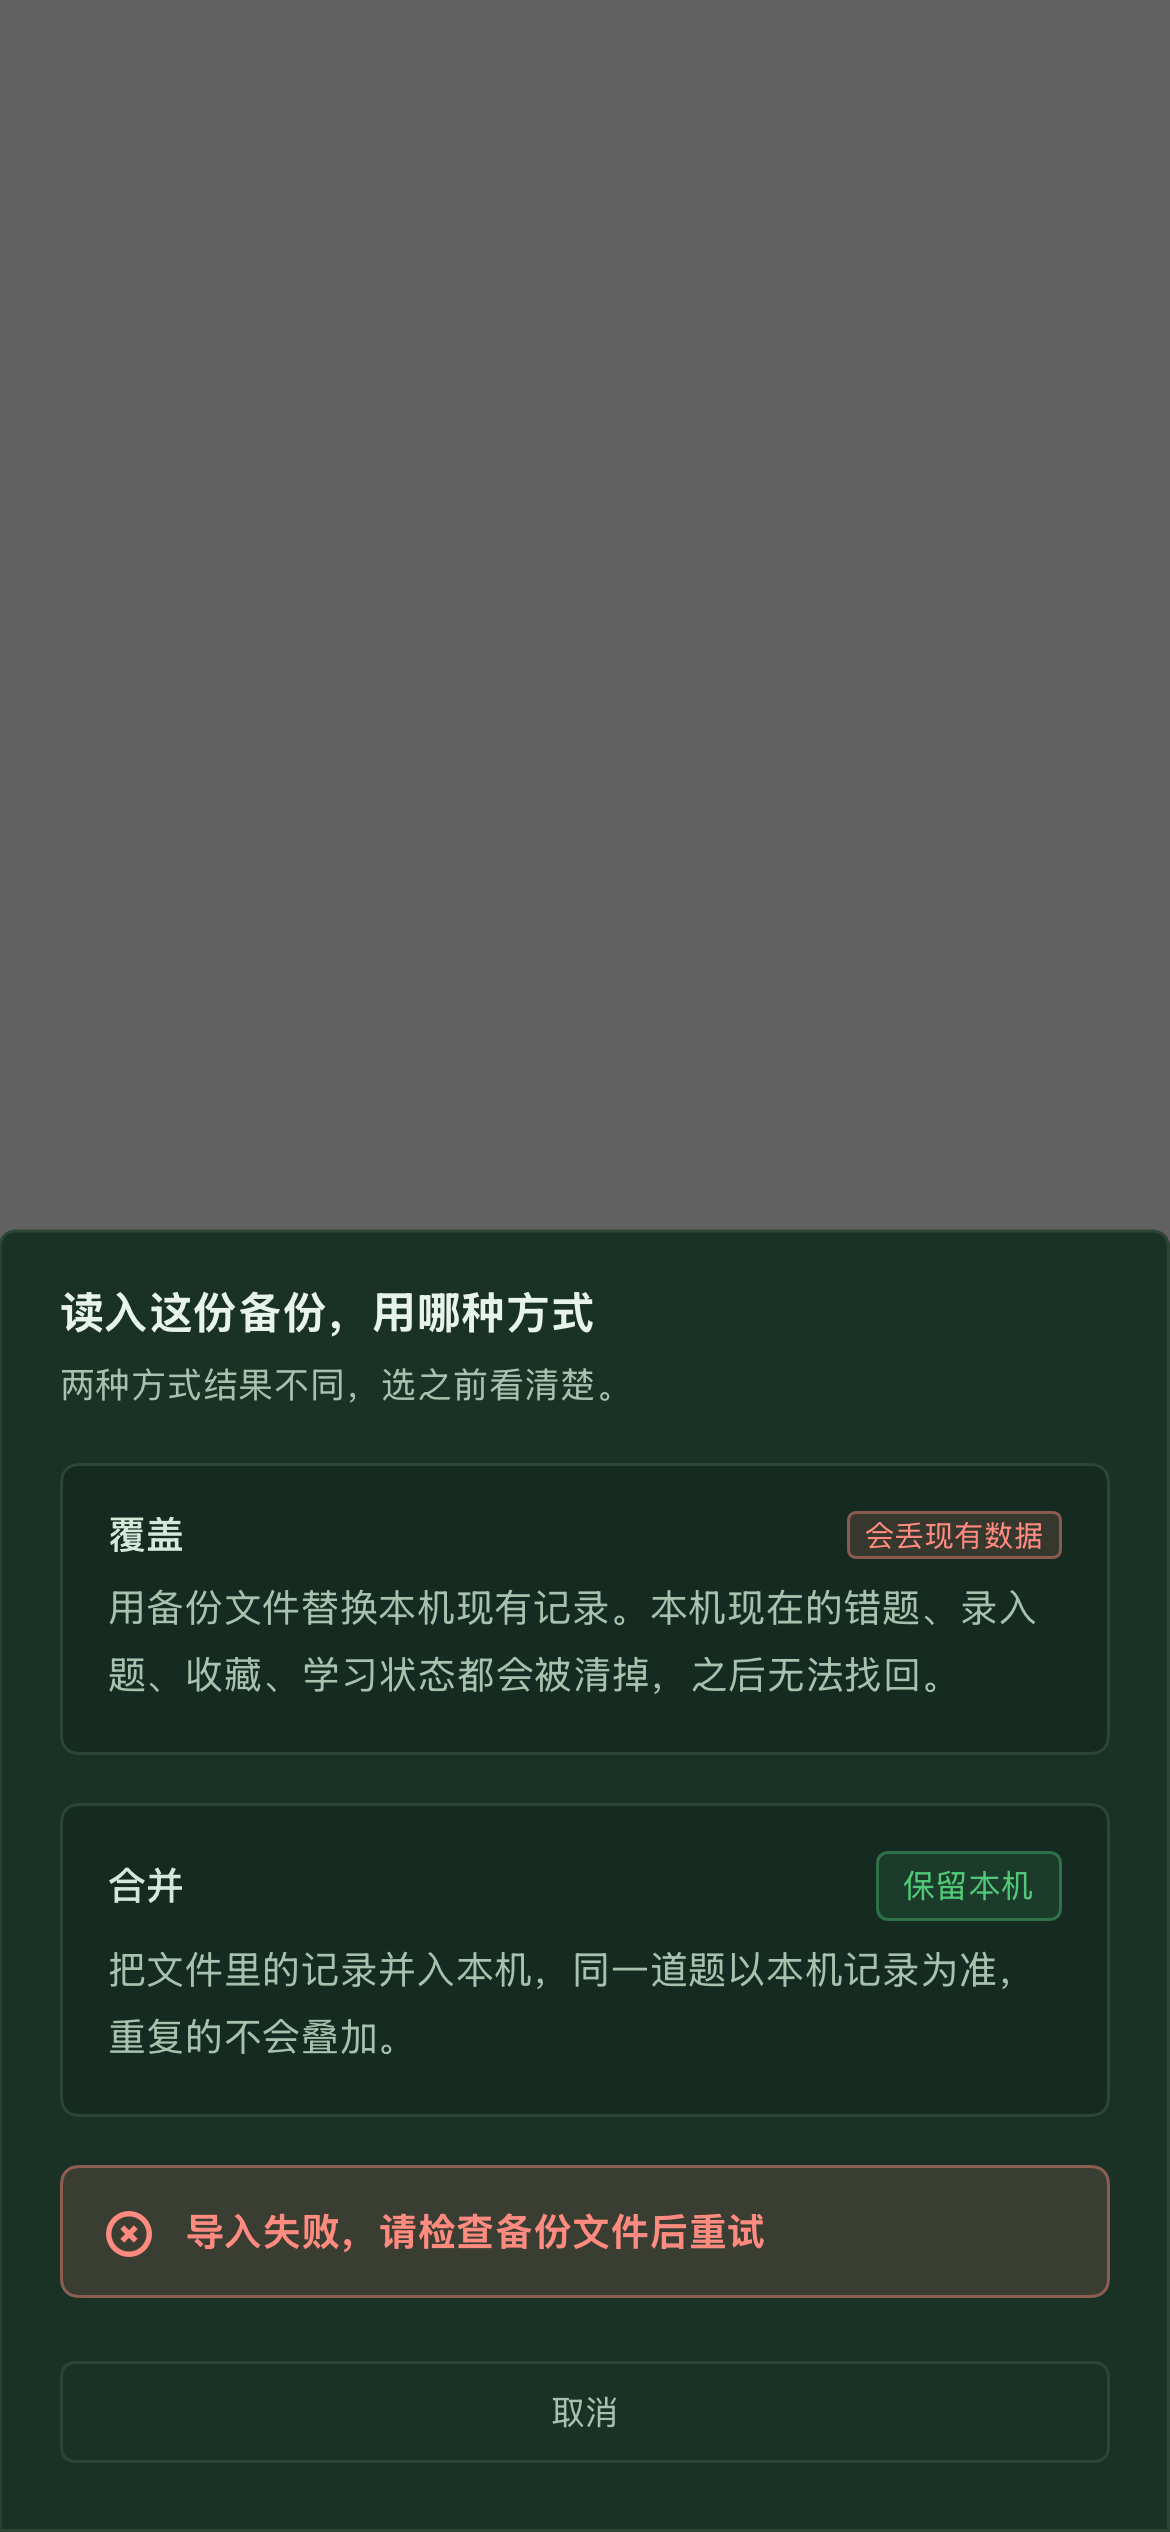 读入这份备份，用哪种方式
两种方式结果不同，选之前看清楚。
覆盖
会丢现有数据
用备份文件替换本机现有记录。本机现在的错题、录入
题、收藏、学习状态都会被清掉，之后无法找回。
合并
保留本机
把文件里的记录并入本机，同一道题以本机记录为准，
重复的不会叠加。
导入失败，请检查备份文件后重试
取消